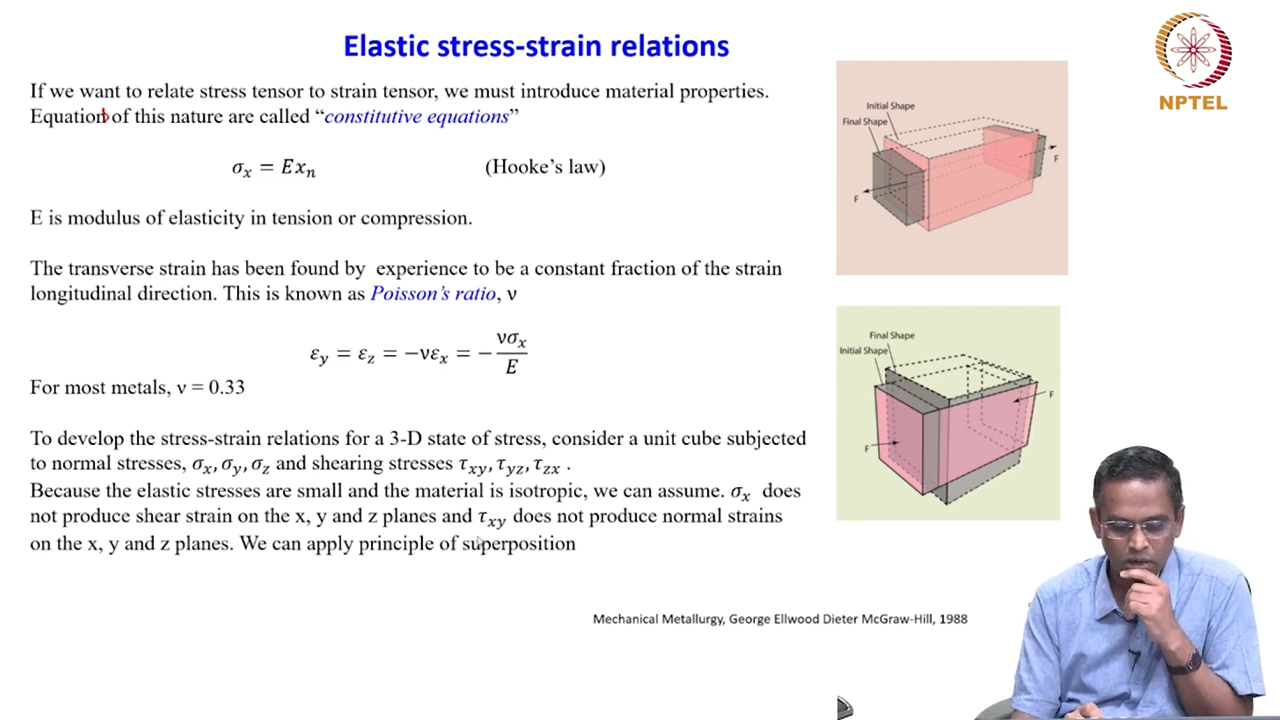 Elastic stress-strain relations
NPTEL
If we want to relate stress tensor to strain tensor, we must introduce material properties.
Equation of this nature are called “constitutive equations”
σx = Exn (Hooke’s law)
E is modulus of elasticity in tension or compression.
The transverse strain has been found by experience to be a constant fraction of the strain
longitudinal direction. This is known as Poisson’s ratio, ν
εy = εz = −νεx = − νσx / E
For most metals, ν = 0.33
To develop the stress-strain relations for a 3-D state of stress, consider a unit cube subjected
to normal stresses, σx, σy, σz and shearing stresses τxy, τyz, τzx .
Because the elastic stresses are small and the material is isotropic, we can assume. σx does
not produce shear strain on the x, y and z planes and τxy does not produce normal strains
on the x, y and z planes. We can apply principle of superposition
Initial Shape
Final Shape
F
F
Final Shape
Initial Shape
F
F
Mechanical Metallurgy, George Ellwood Dieter McGraw-Hill, 1988